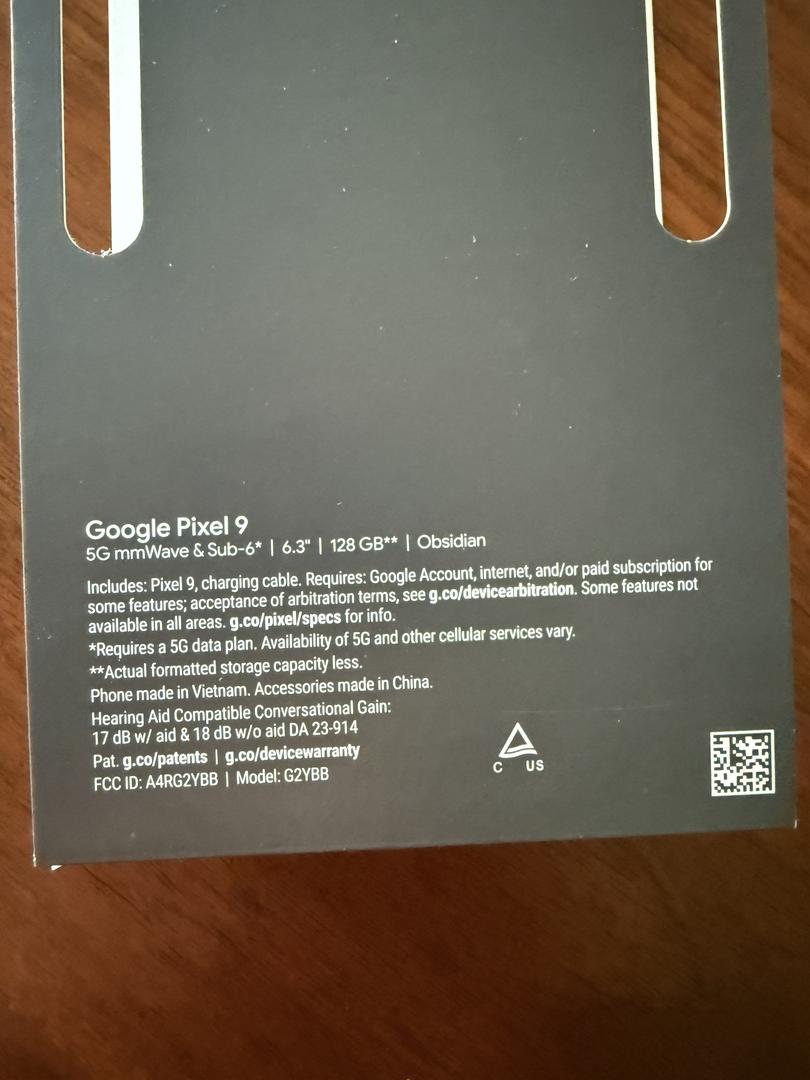 Google Pixel 9
5G mmWave & Sub-6* | 6.3" | 128 GB** | Obsidian
Includes: Pixel 9, charging cable. Requires: Google Account, internet, and/or paid subscription for
some features; acceptance of arbitration terms, see g.co/devicearbitration. Some features not
available in all areas. g.co/pixel/specs for info.
*Requires a 5G data plan. Availability of 5G and other cellular services vary.
**Actual formatted storage capacity less.
Phone made in Vietnam. Accessories made in China.
Hearing Aid Compatible Conversational Gain:
17 dB w/ aid & 18 dB w/o aid DA 23-914
Pat. g.co/patents | g.co/devicewarranty
FCC ID: A4RG2YBB | Model: G2YBB
C US